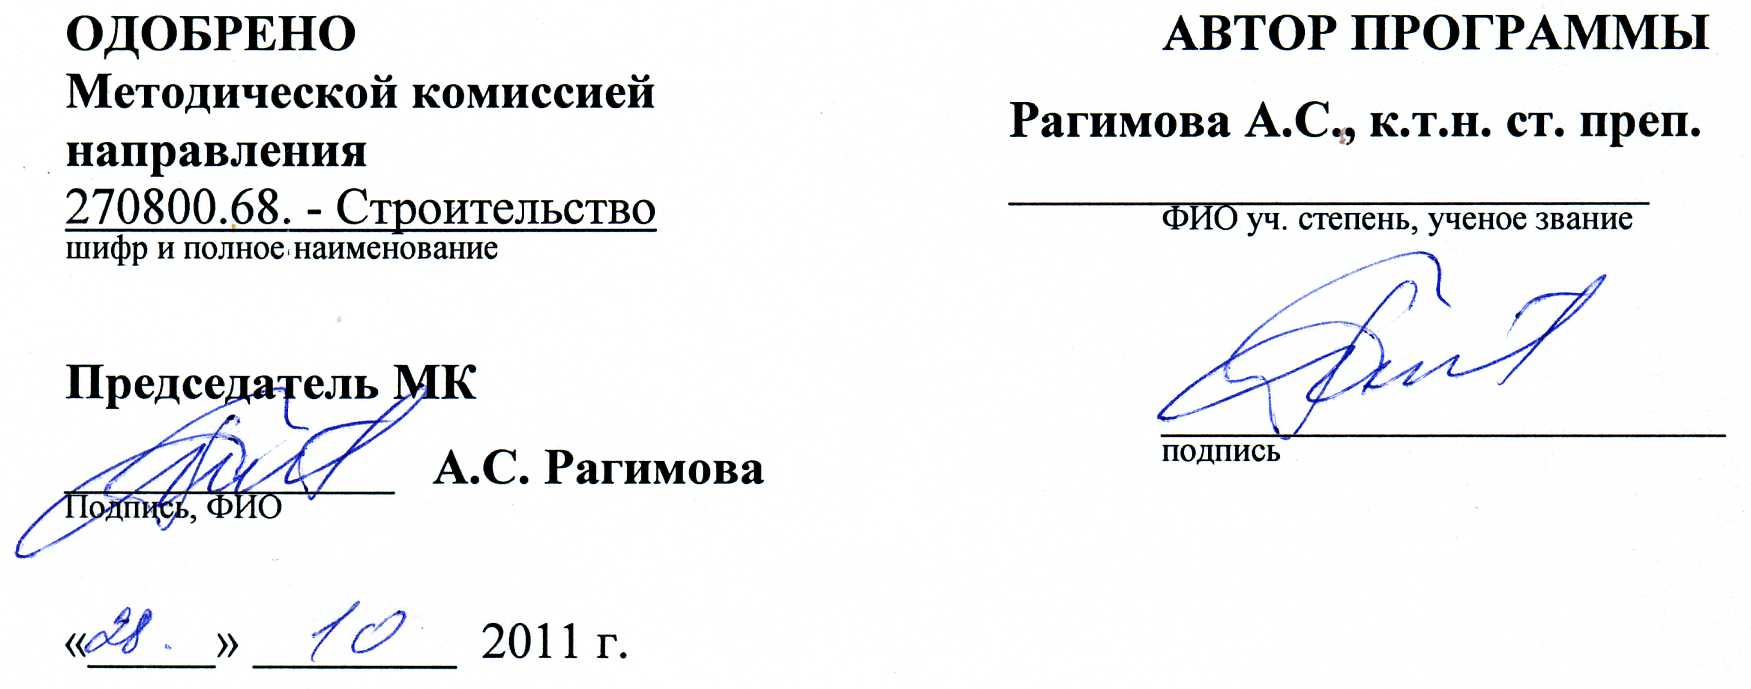 ОДОБРЕНО
Методической комиссией
направления
270800.68. - Строительство
шифр и полное наименование
Председатель МК
А.С. Рагимова
Подпись, ФИО
«28.» 10 2011 г.
АВТОР ПРОГРАММЫ
Рагимова А.С., к.т.н. ст. преп.
ФИО уч. степень, ученое звание
подпись